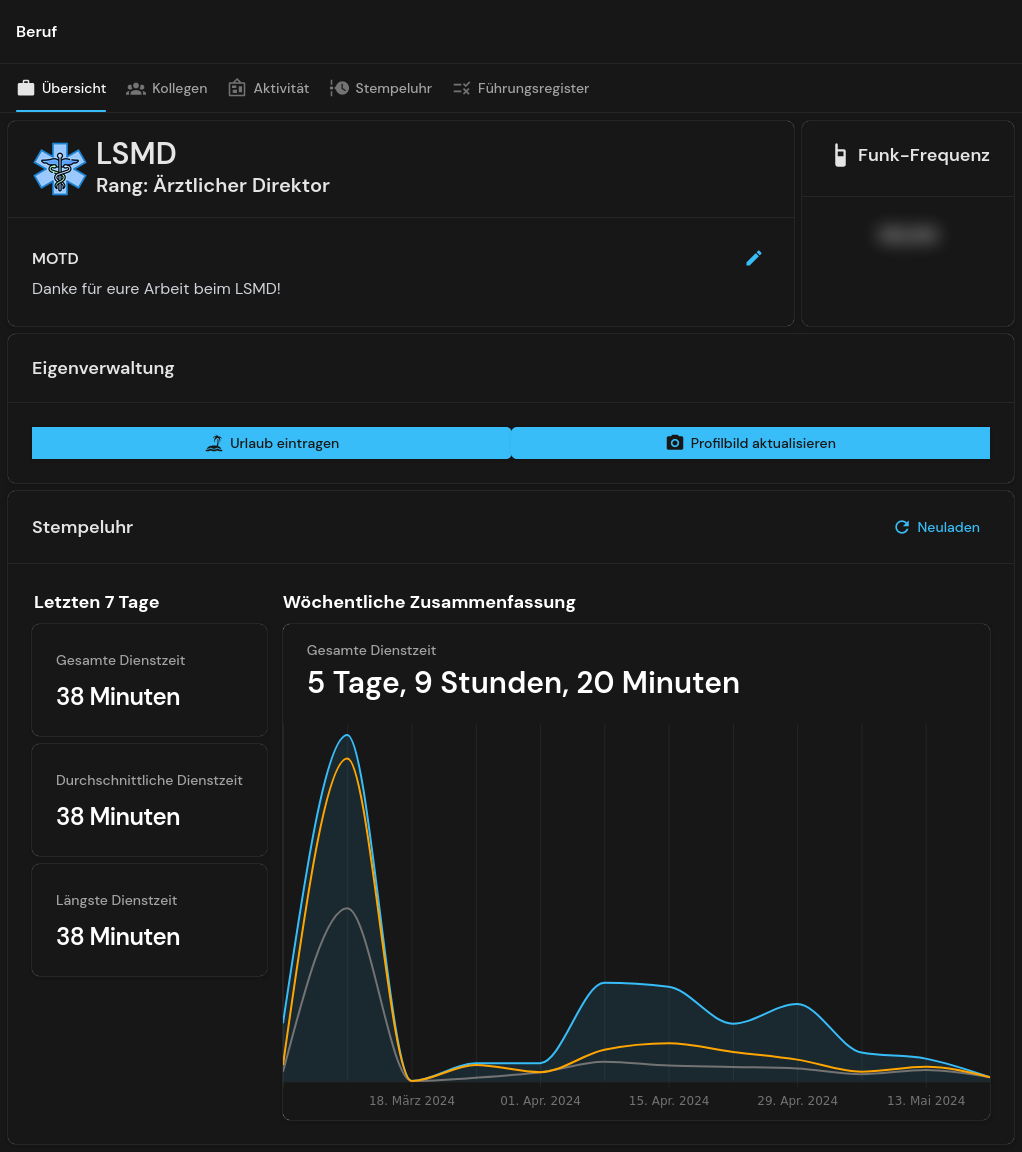 Beruf
Übersicht Kollegen Aktivität Stempeluhr Führungsregister
LSMD
Rang: Ärztlicher Direktor
Funk-Frequenz
MOTD
Danke für eure Arbeit beim LSMD!
Eigenverwaltung
Urlaub eintragen
Profilbild aktualisieren
Stempeluhr
Neuladen
Letzten 7 Tage
Gesamte Dienstzeit
38 Minuten
Durchschnittliche Dienstzeit
38 Minuten
Längste Dienstzeit
38 Minuten
Wöchentliche Zusammenfassung
Gesamte Dienstzeit
5 Tage, 9 Stunden, 20 Minuten
18. März 2024 01. Apr. 2024 15. Apr. 2024 29. Apr. 2024 13. Mai 2024